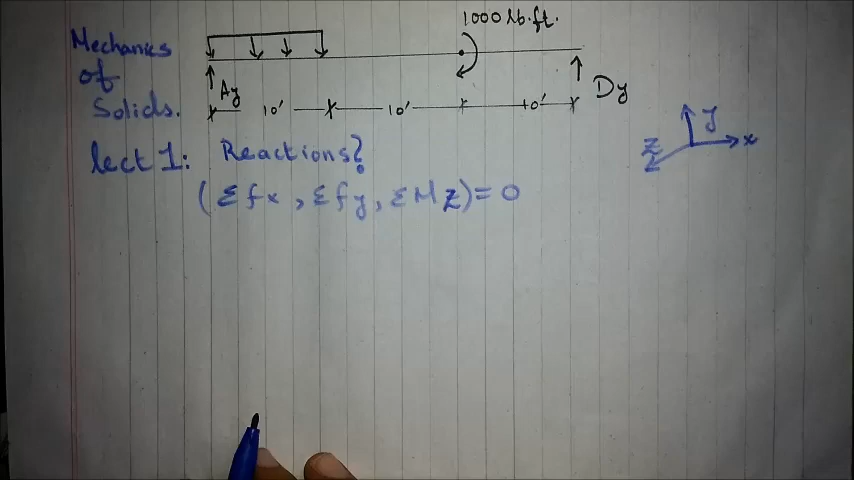 1000 lb.ft.
Mechanics
of
Solids.
Ay
Dy
10' 10' 10'
y
x
z
Lect 1: Reactions?
(Σfx, Σfy, ΣMz) = 0